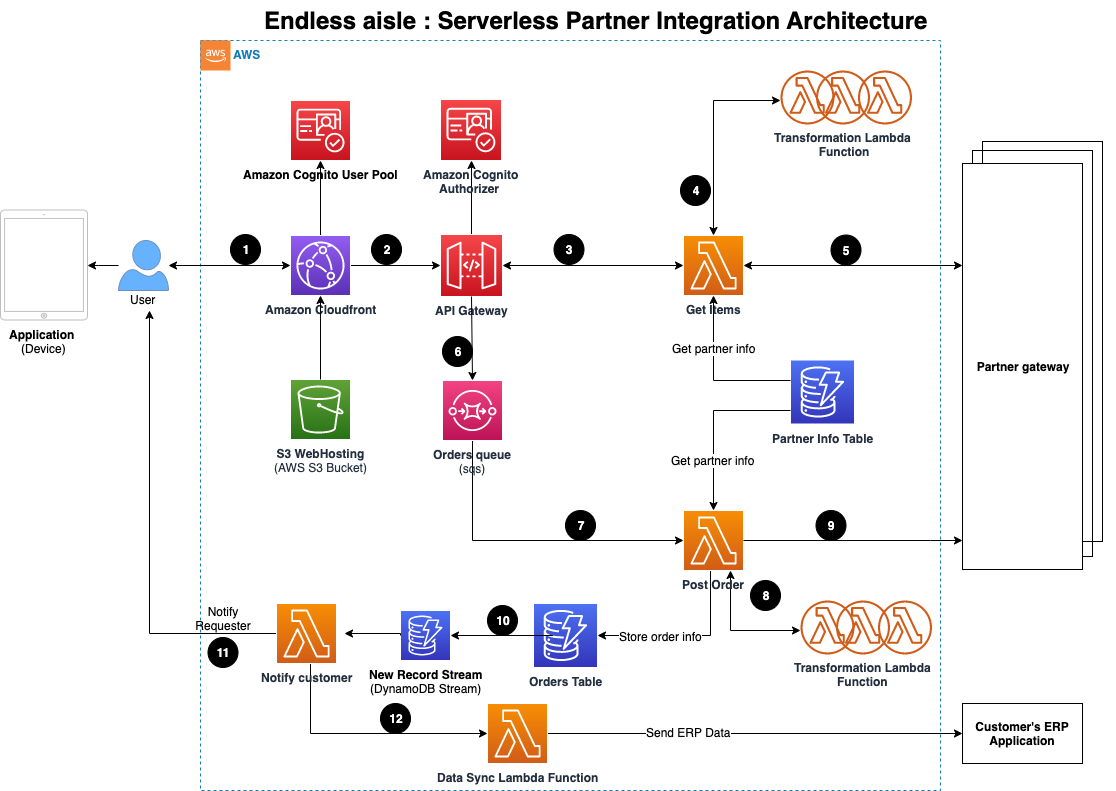 Endless aisle : Serverless Partner Integration Architecture
aws
AWS
Transformation Lambda
Function
Amazon Cognito User Pool
Amazon Cognito
Authorizer
4
1
2
3
5
User
Amazon Cloudfront
API Gateway
Get Items
Application
(Device)
6
Get partner info
Partner gateway
Partner Info Table
S3 WebHosting
(AWS S3 Bucket)
Orders queue
(sqs)
Get partner info
7
9
Post Order
8
Notify
Requester
11
10
Store order info
Notify customer
New Record Stream
(DynamoDB Stream)
Orders Table
Transformation Lambda
Function
12
Send ERP Data
Customer's ERP
Application
Data Sync Lambda Function